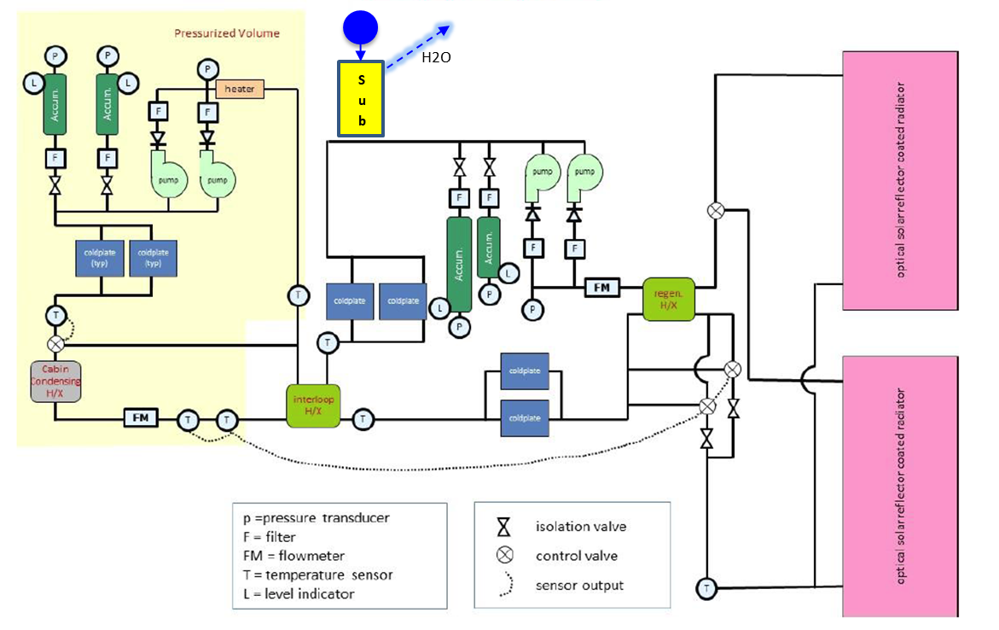 Pressurized Volume
P
P
L
L
Accum.
Accum.
F
F
P
heater
F
F
pump
pump
coldplate
(typ)
coldplate
(typ)
T
T
Cabin
Condensing
H/X
FM
T
T
S
u
b
H2O
pump
pump
F
F
Accum.
Accum.
L
P
L
P
F
F
P
FM
regen.
H/X
coldplate
coldplate
T
interloop
H/X
T
coldplate
coldplate
T
optical solar reflector coated radiator
optical solar reflector coated radiator
p =pressure transducer
F = filter
FM = flowmeter
T = temperature sensor
L = level indicator
isolation valve
control valve
sensor output